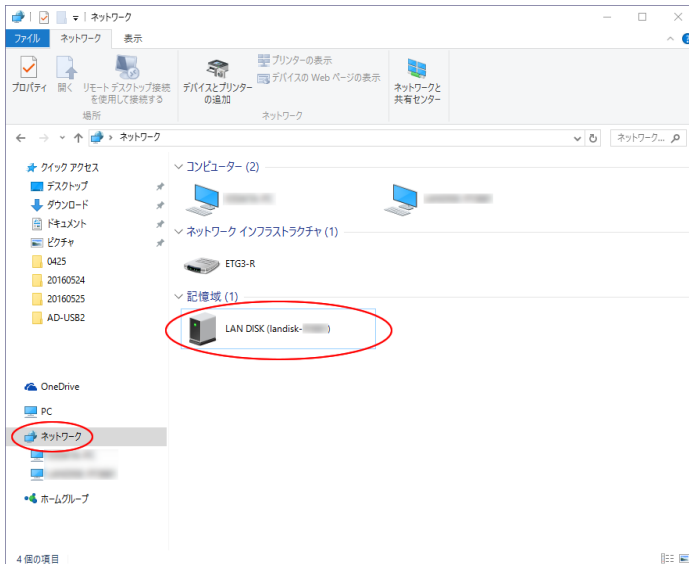 ネットワーク
ファイル ネットワーク 表示
プロパティ 開く リモート デスクトップ接続
を使用して接続する
場所
デバイスとプリンター
の追加
プリンターの表示
デバイスの Web ページの表示
ネットワーク
ネットワークと
共有センター
ネットワーク
ネットワーク...
クイック アクセス
デスクトップ
ダウンロード
ドキュメント
ピクチャ
0425
20160524
20160525
AD-USB2
OneDrive
PC
ネットワーク
ホームグループ
コンピューター (2)
ネットワーク インフラストラクチャ (1)
ETG3-R
記憶域 (1)
LAN DISK (landisk- )
4 個の項目